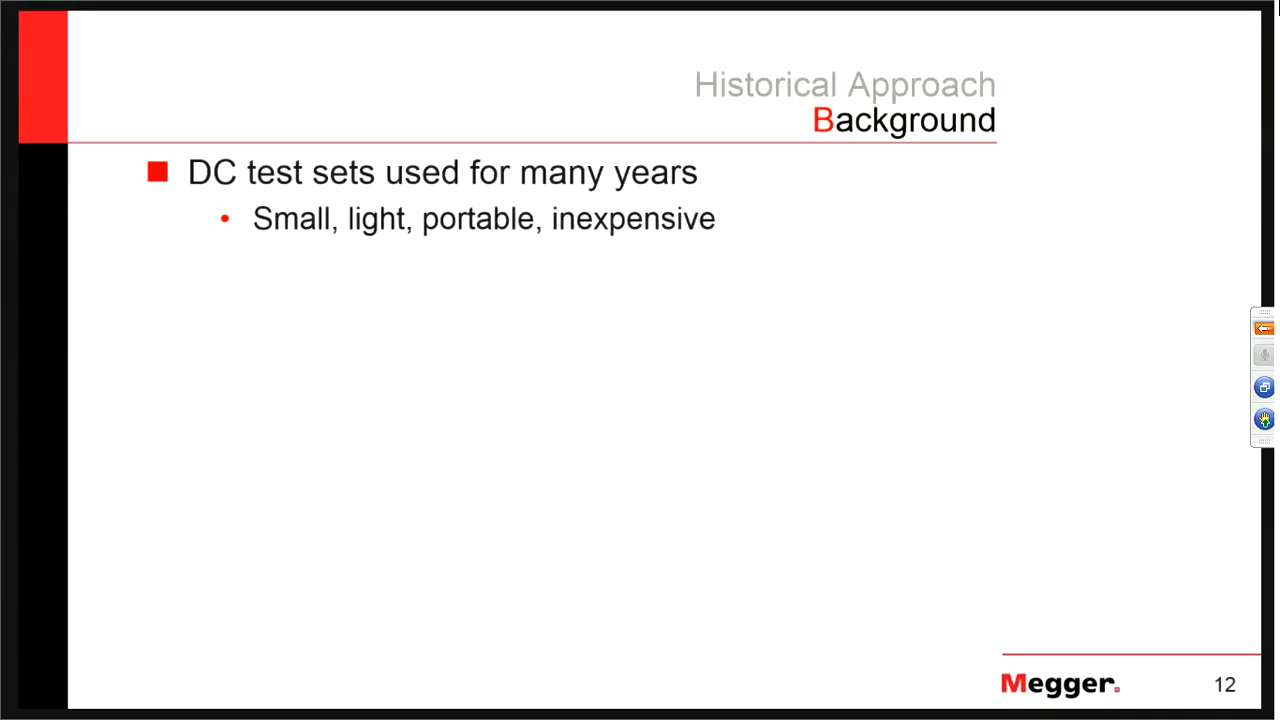 Historical Approach
Background
DC test sets used for many years
Small, light, portable, inexpensive
Megger.
12